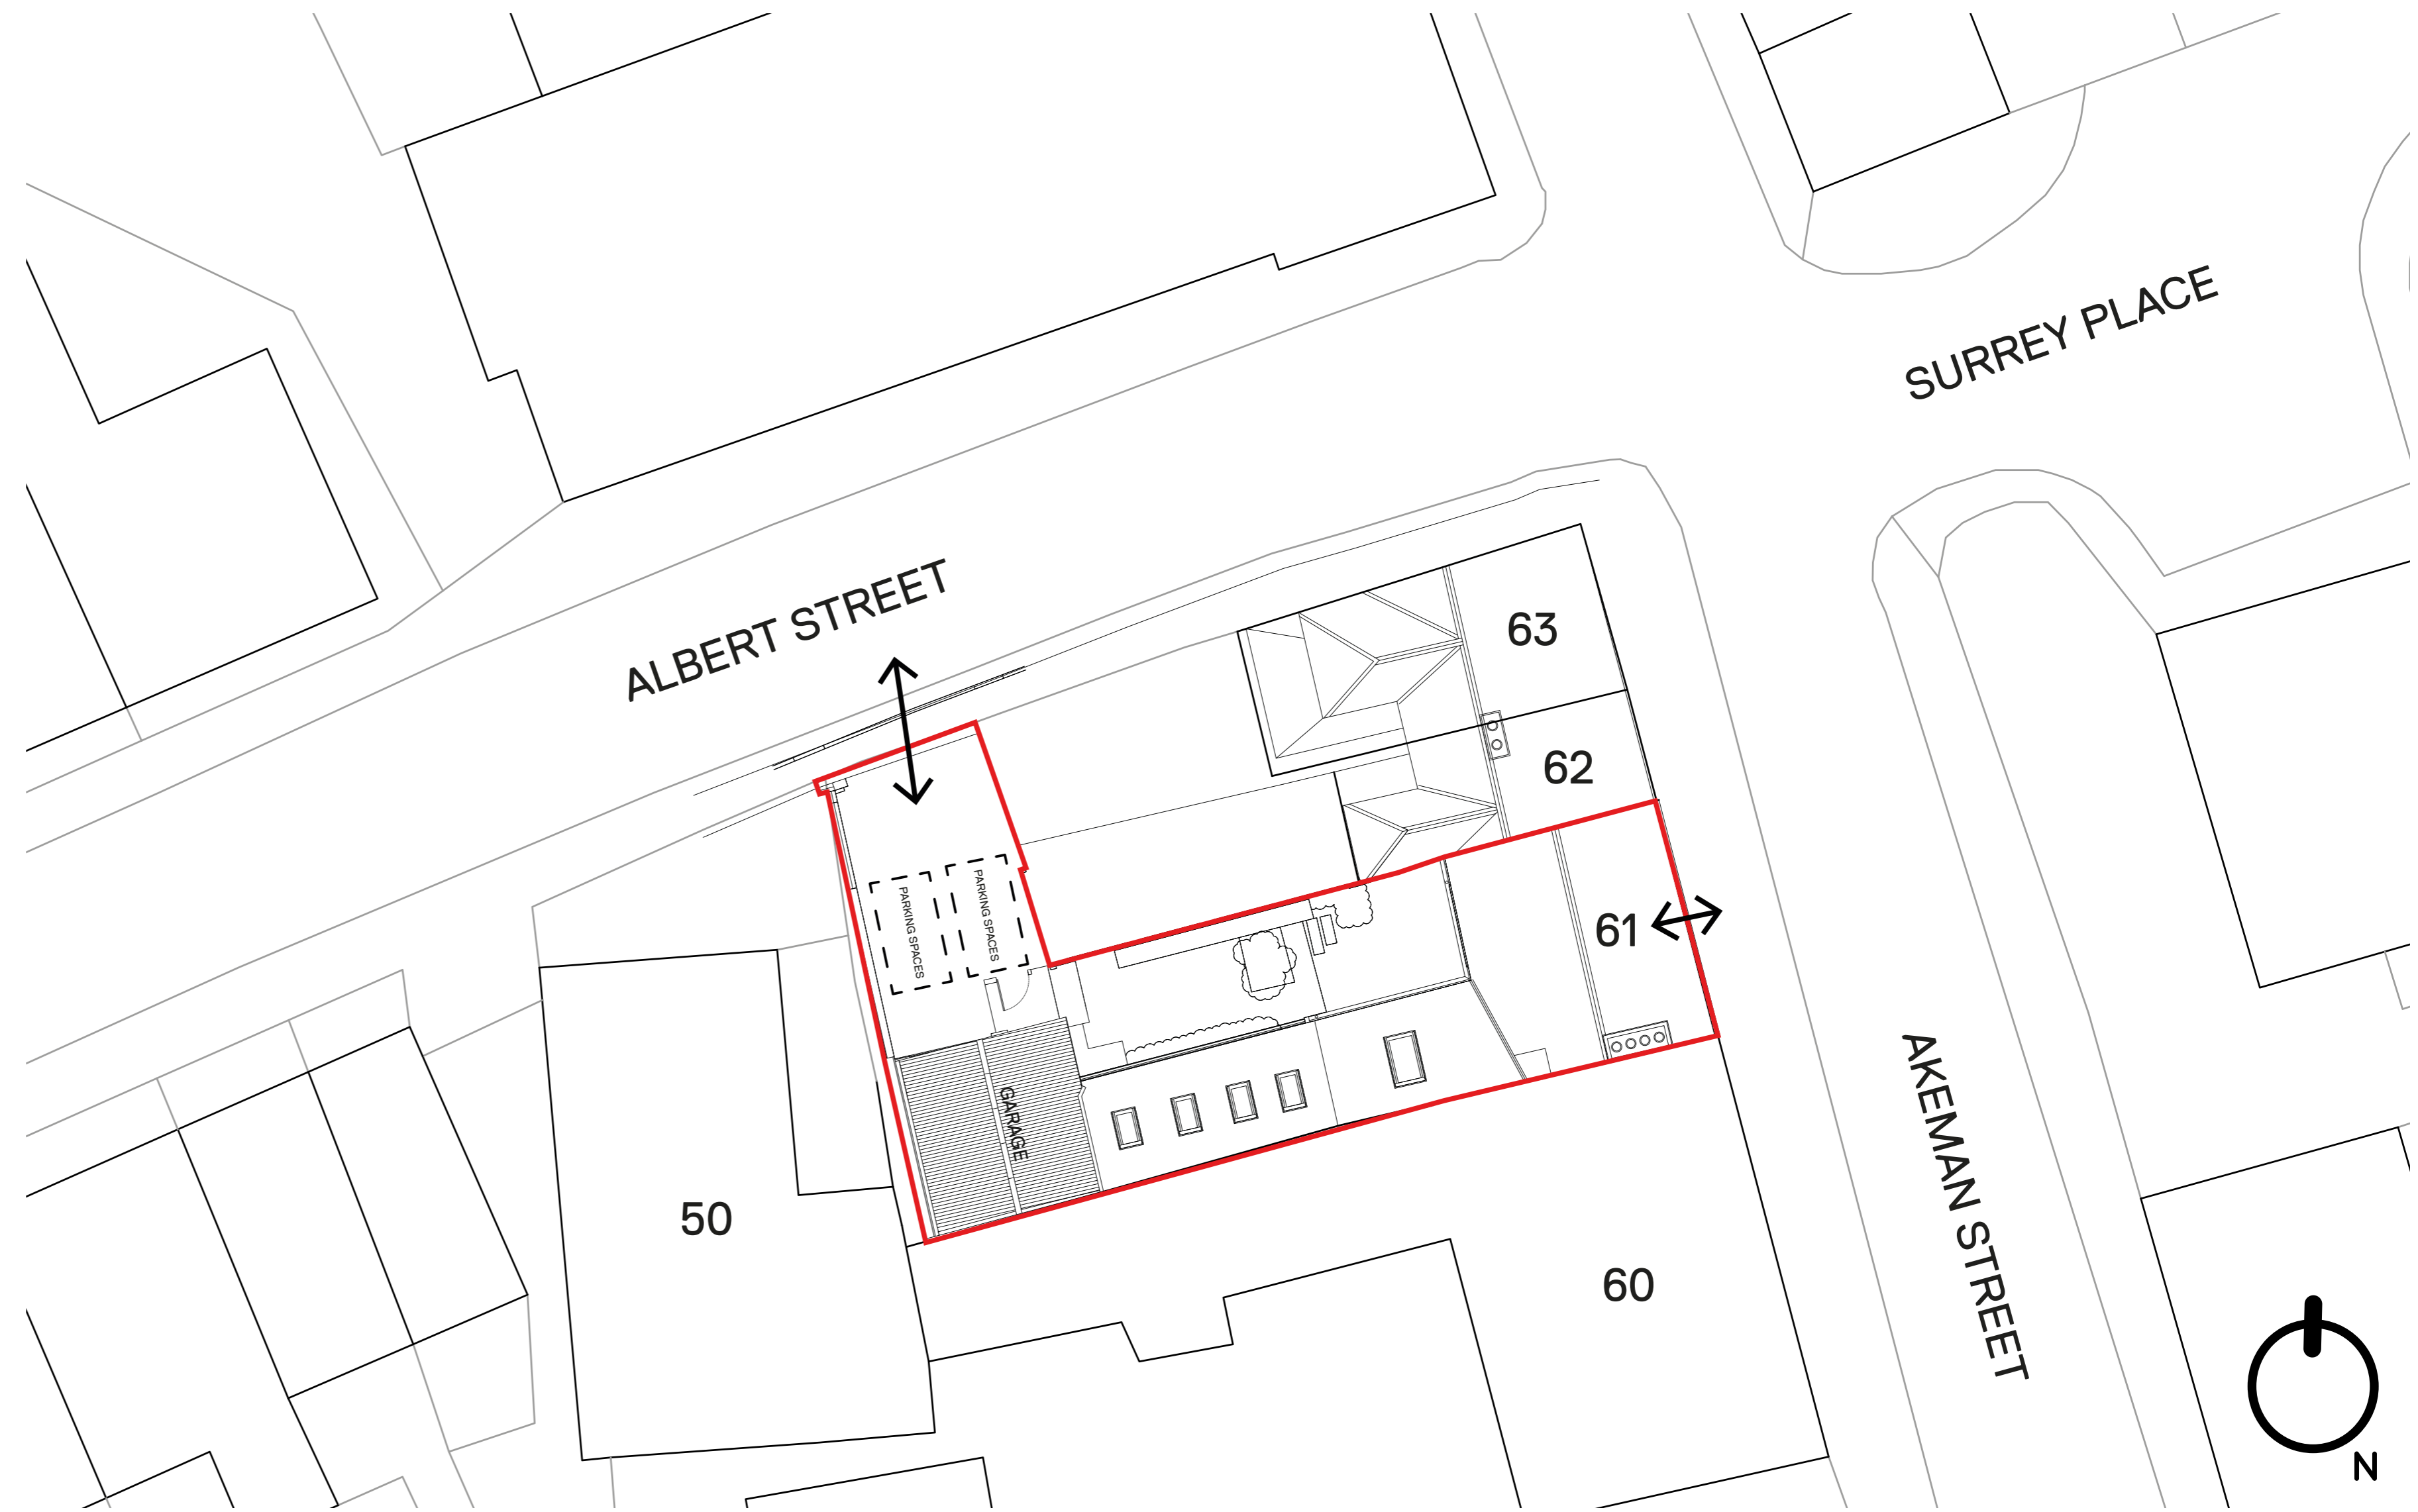 SURREY PLACE
ALBERT STREET
63
62
61
PARKING SPACES
PARKING SPACES
GARAGE
50
60
AKEMAN STREET
N